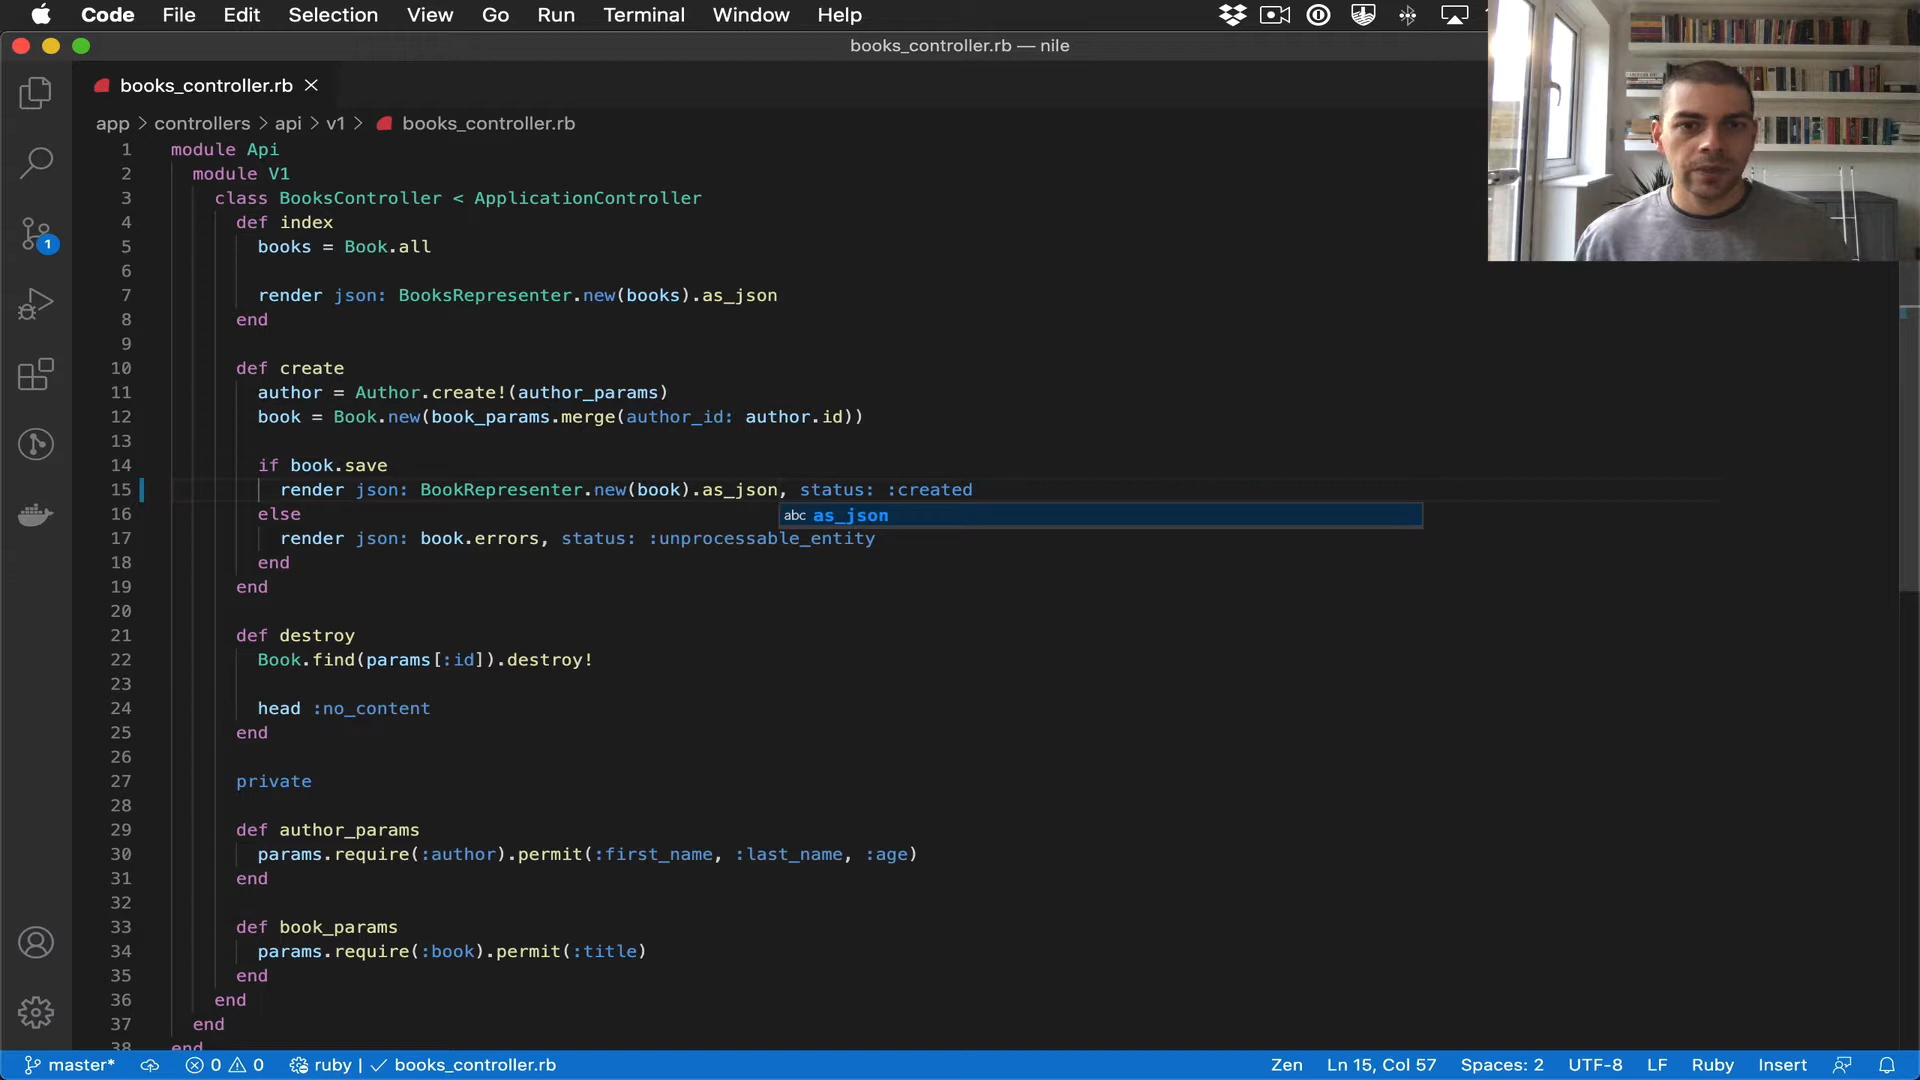 Code File Edit Selection View Go Run Terminal Window Help
books_controller.rb — nile
books_controller.rb
app > controllers > api > v1 > books_controller.rb
1 module Api
2 module V1
3 class BooksController < ApplicationController
4 def index
5 books = Book.all
6
7 render json: BooksRepresenter.new(books).as_json
8 end
9
10 def create
11 author = Author.create!(author_params)
12 book = Book.new(book_params.merge(author_id: author.id))
13
14 if book.save
15 render json: BookRepresenter.new(book).as_json, status: :created
16 else
abc as_json
17 render json: book.errors, status: :unprocessable_entity
18 end
19 end
20
21 def destroy
22 Book.find(params[:id]).destroy!
23
24 head :no_content
25 end
26
27 private
28
29 def author_params
30 params.require(:author).permit(:first_name, :last_name, :age)
31 end
32
33 def book_params
34 params.require(:book).permit(:title)
35 end
36 end
37 end
38 end
1
master* 0 0 ruby | ✓ books_controller.rb Zen Ln 15, Col 57 Spaces: 2 UTF-8 LF Ruby Insert